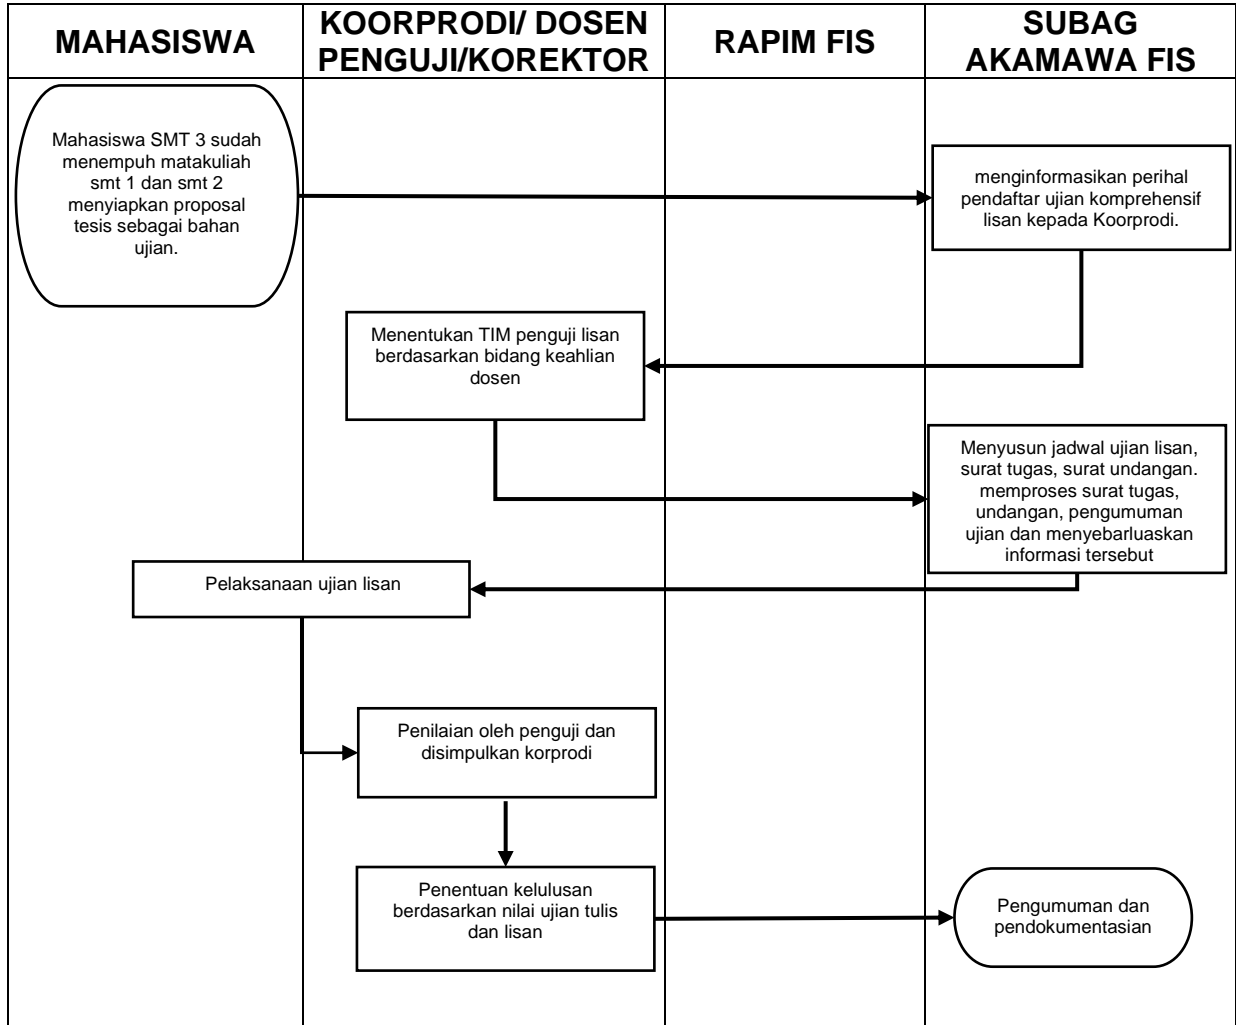 MAHASISWA
KOORPRODI/ DOSEN
PENGUJI/KOREKTOR
RAPIM FIS
SUBAG
AKAMAWA FIS
Mahasiswa SMT 3 sudah
menempuh matakuliah
smt 1 dan smt 2
menyiapkan proposal
tesis sebagai bahan
ujian.
menginformasikan perihal
pendaftar ujian komprehensif
lisan kepada Koorprodi.
Menentukan TIM penguji lisan
berdasarkan bidang keahlian
dosen
Menyusun jadwal ujian lisan,
surat tugas, surat undangan.
memproses surat tugas,
undangan, pengumuman
ujian dan menyebarluaskan
informasi tersebut
Pelaksanaan ujian lisan
Penilaian oleh penguji dan
disimpulkan korprodi
Penentuan kelulusan
berdasarkan nilai ujian tulis
dan lisan
Pengumuman dan
pendokumentasian